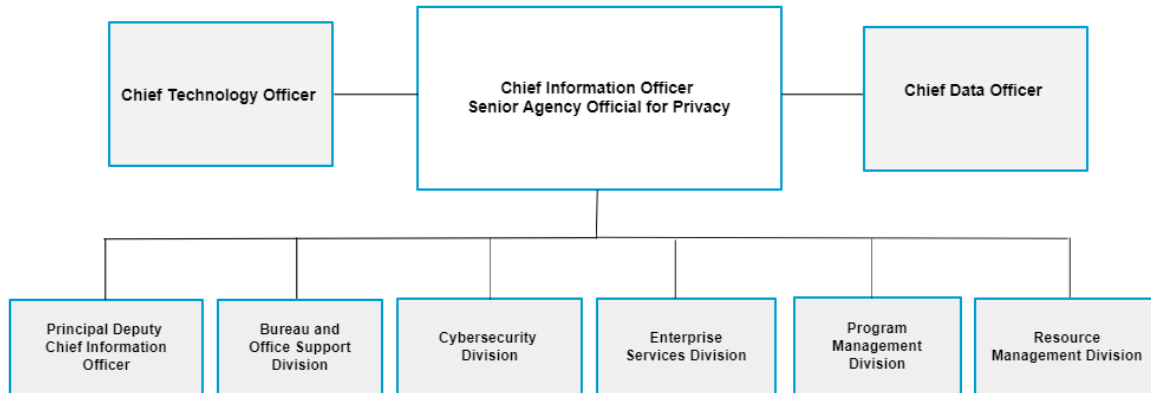 Chief Technology Officer
Chief Information Officer
Senior Agency Official for Privacy
Chief Data Officer
Principal Deputy
Chief Information
Officer
Bureau and
Office Support
Division
Cybersecurity
Division
Enterprise
Services Division
Program
Management
Division
Resource
Management Division